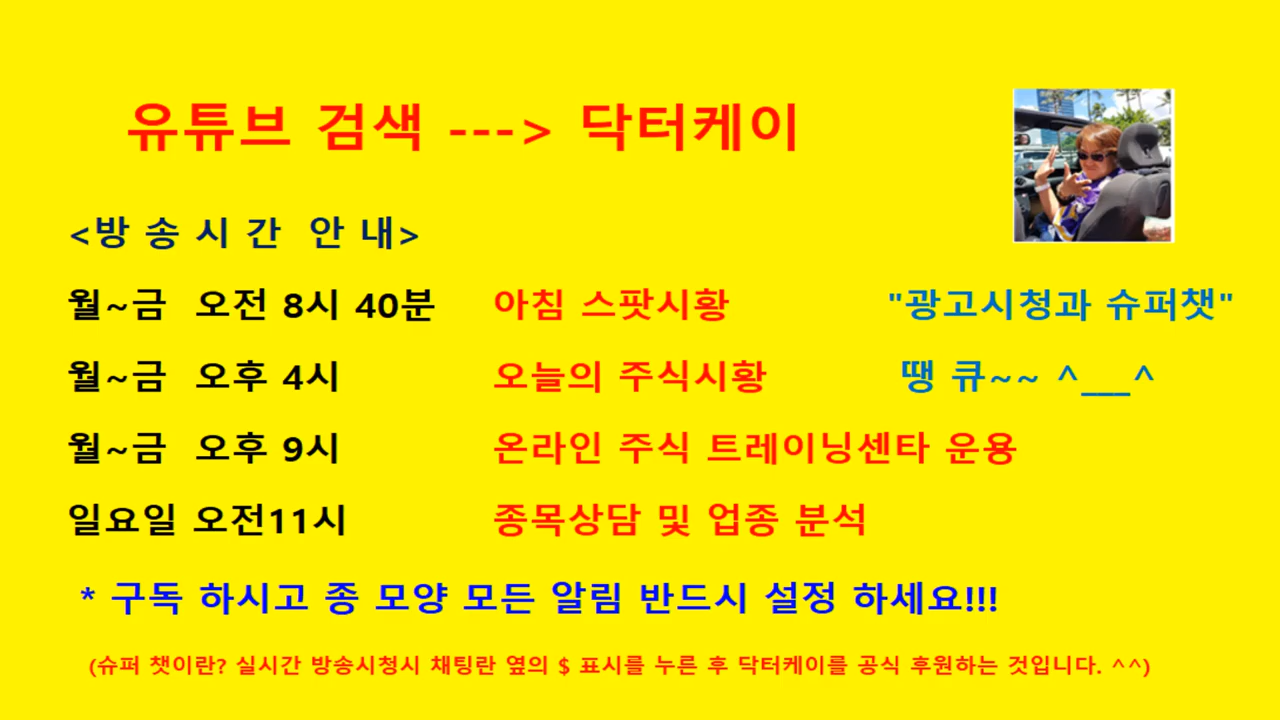 유튜브 검색 ---> 닥터케이
<방 송 시 간 안 내>
월~금 오전 8시 40분 아침 스팟시황 "광고시청과 슈퍼챗"
월~금 오후 4시 오늘의 주식시황 땡 큐~~ ^___^
월~금 오후 9시 온라인 주식 트레이닝센타 운용
일요일 오전11시 종목상담 및 업종 분석
* 구독 하시고 종 모양 모든 알림 반드시 설정 하세요!!!
(슈퍼 챗이란? 실시간 방송시청시 채팅란 옆의 $ 표시를 누른 후 닥터케이를 공식 후원하는 것입니다. ^^)